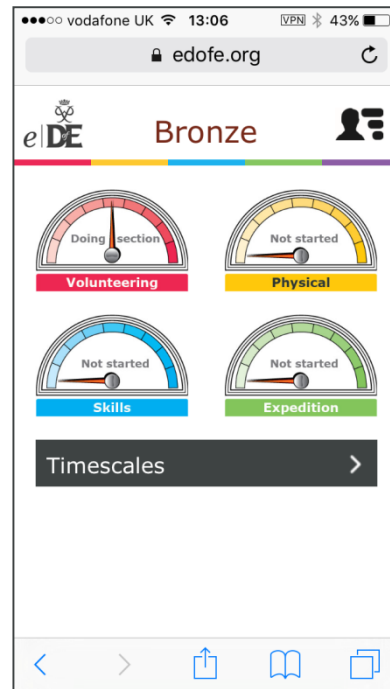 vodafone UK 13:06 VPN 43%
edofe.org
e DofE Bronze
Doing section
Volunteering
Not started
Physical
Not started
Skills
Not started
Expedition
Timescales